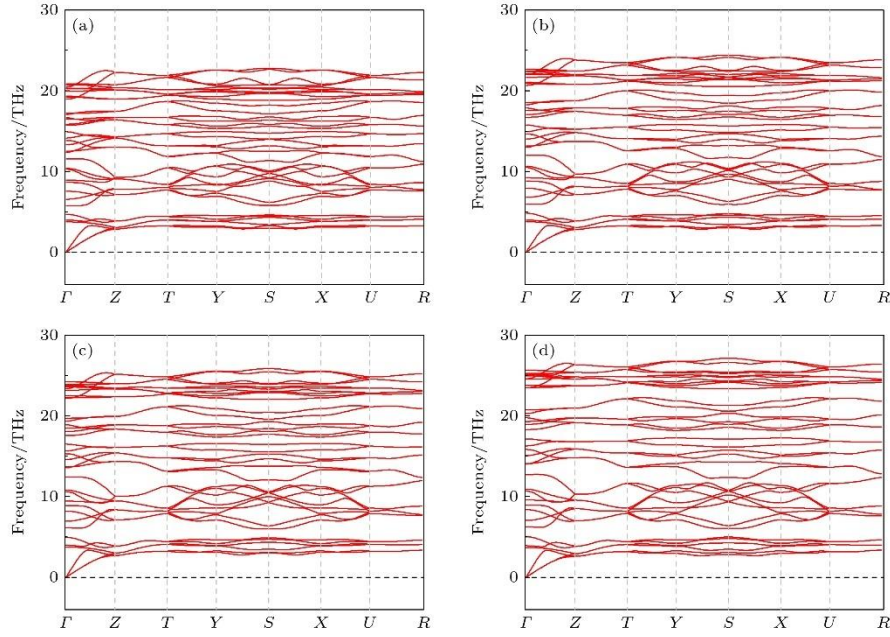 (a)
30
20
10
0
Frequency/THz
Γ Z T Y S X U R
(b)
30
20
10
0
Frequency/THz
Γ Z T Y S X U R
(c)
30
20
10
0
Frequency/THz
Γ Z T Y S X U R
(d)
30
20
10
0
Frequency/THz
Γ Z T Y S X U R